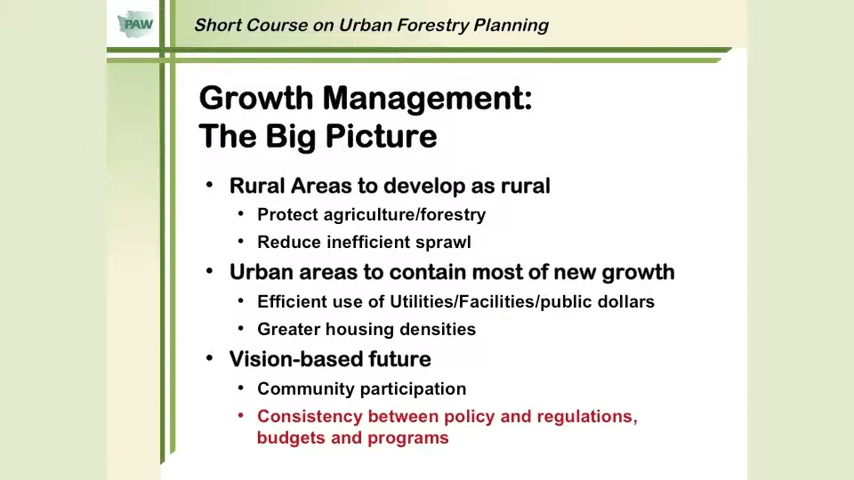 PAW
Short Course on Urban Forestry Planning
Growth Management:
The Big Picture
• Rural Areas to develop as rural
• Protect agriculture/forestry
• Reduce inefficient sprawl
• Urban areas to contain most of new growth
• Efficient use of Utilities/Facilities/public dollars
• Greater housing densities
• Vision-based future
• Community participation
• Consistency between policy and regulations,
budgets and programs